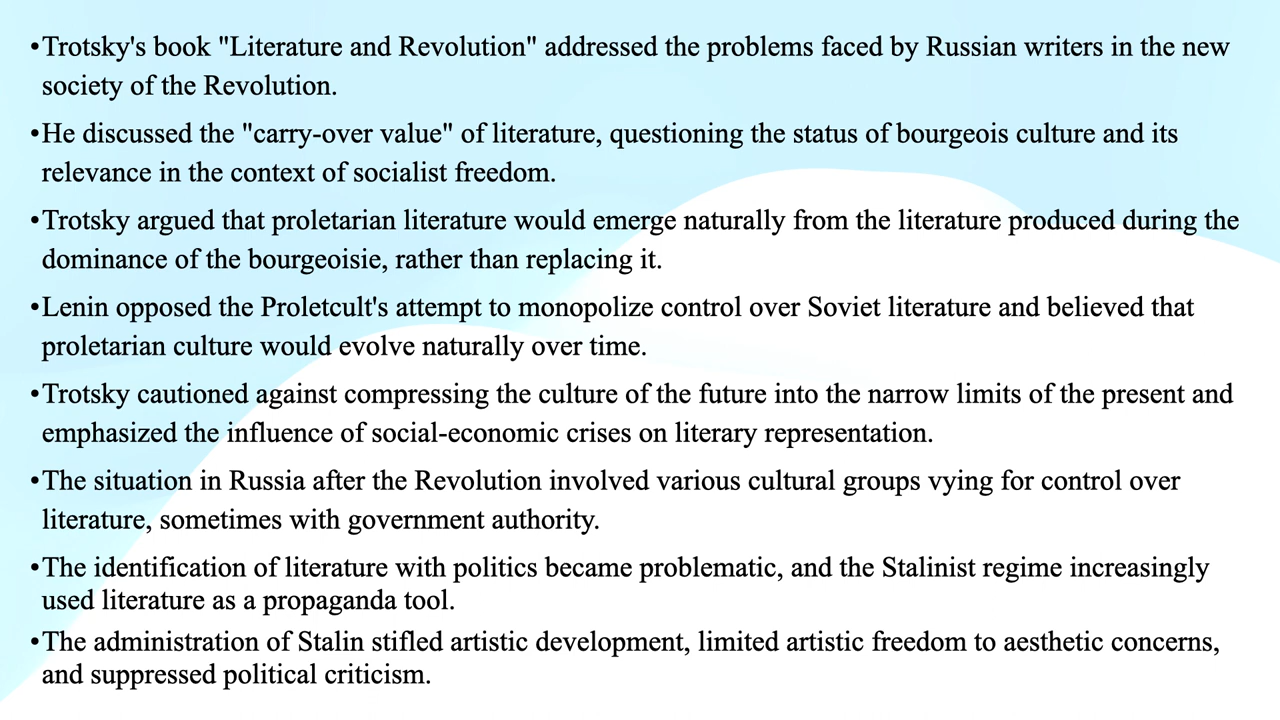 •Trotsky's book "Literature and Revolution" addressed the problems faced by Russian writers in the new
society of the Revolution.
•He discussed the "carry-over value" of literature, questioning the status of bourgeois culture and its
relevance in the context of socialist freedom.
•Trotsky argued that proletarian literature would emerge naturally from the literature produced during the
dominance of the bourgeoisie, rather than replacing it.
•Lenin opposed the Proletcult's attempt to monopolize control over Soviet literature and believed that
proletarian culture would evolve naturally over time.
•Trotsky cautioned against compressing the culture of the future into the narrow limits of the present and
emphasized the influence of social-economic crises on literary representation.
•The situation in Russia after the Revolution involved various cultural groups vying for control over
literature, sometimes with government authority.
•The identification of literature with politics became problematic, and the Stalinist regime increasingly
used literature as a propaganda tool.
•The administration of Stalin stifled artistic development, limited artistic freedom to aesthetic concerns,
and suppressed political criticism.